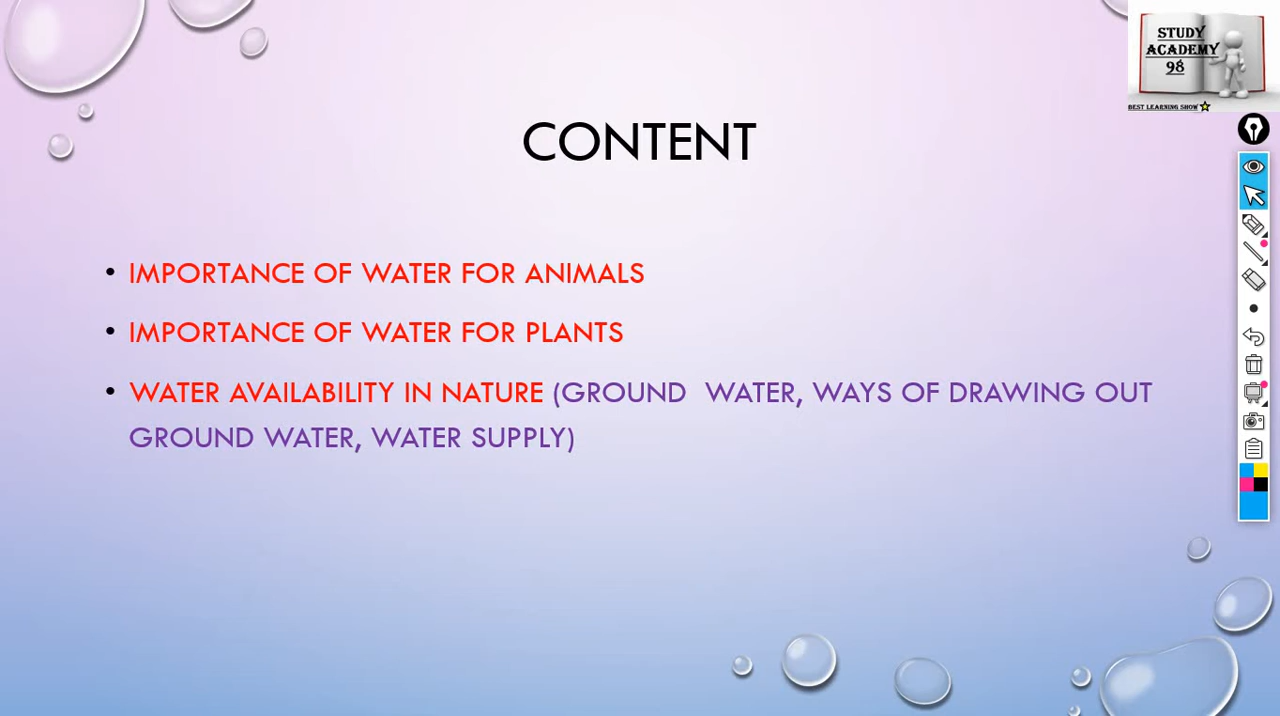 STUDY
ACADEMY
98
BEST LEARNING SHOW
CONTENT
• IMPORTANCE OF WATER FOR ANIMALS
• IMPORTANCE OF WATER FOR PLANTS
• WATER AVAILABILITY IN NATURE (GROUND WATER, WAYS OF DRAWING OUT
GROUND WATER, WATER SUPPLY)